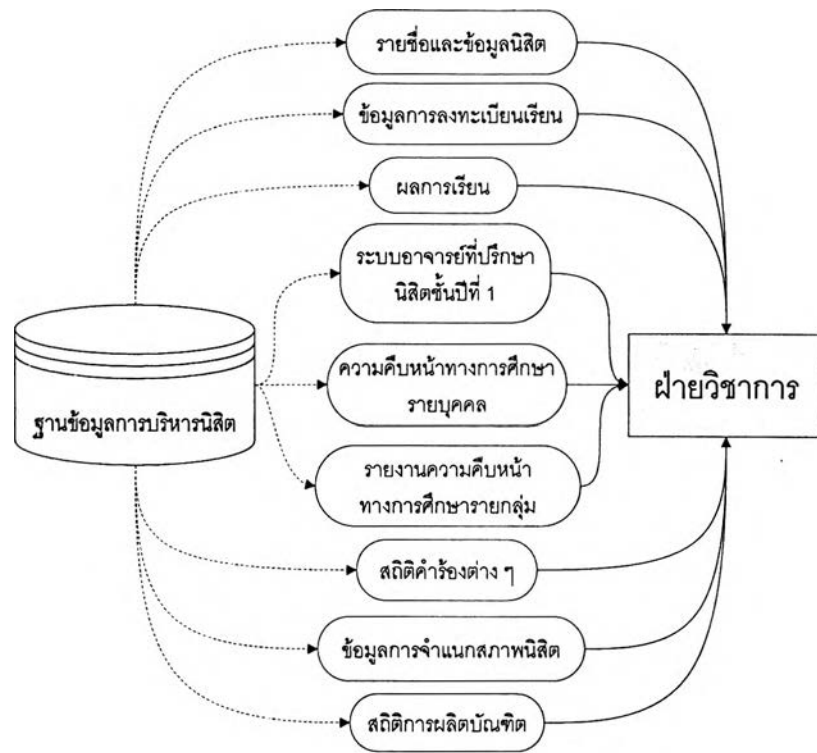 รายชื่อและข้อมูลนิสิต
ข้อมูลการลงทะเบียนเรียน
ผลการเรียน
ระบบอาจารย์ที่ปรึกษา
นิสิตชั้นปีที่ 1
ความคืบหน้าทางการศึกษา
รายบุคคล
รายงานความคืบหน้า
ทางการศึกษารายกลุ่ม
สถิติคำร้องต่าง ๆ
ข้อมูลการจำแนกสภาพนิสิต
สถิติการผลิตบัณฑิต
ฐานข้อมูลการบริหารนิสิต
ฝ่ายวิชาการ